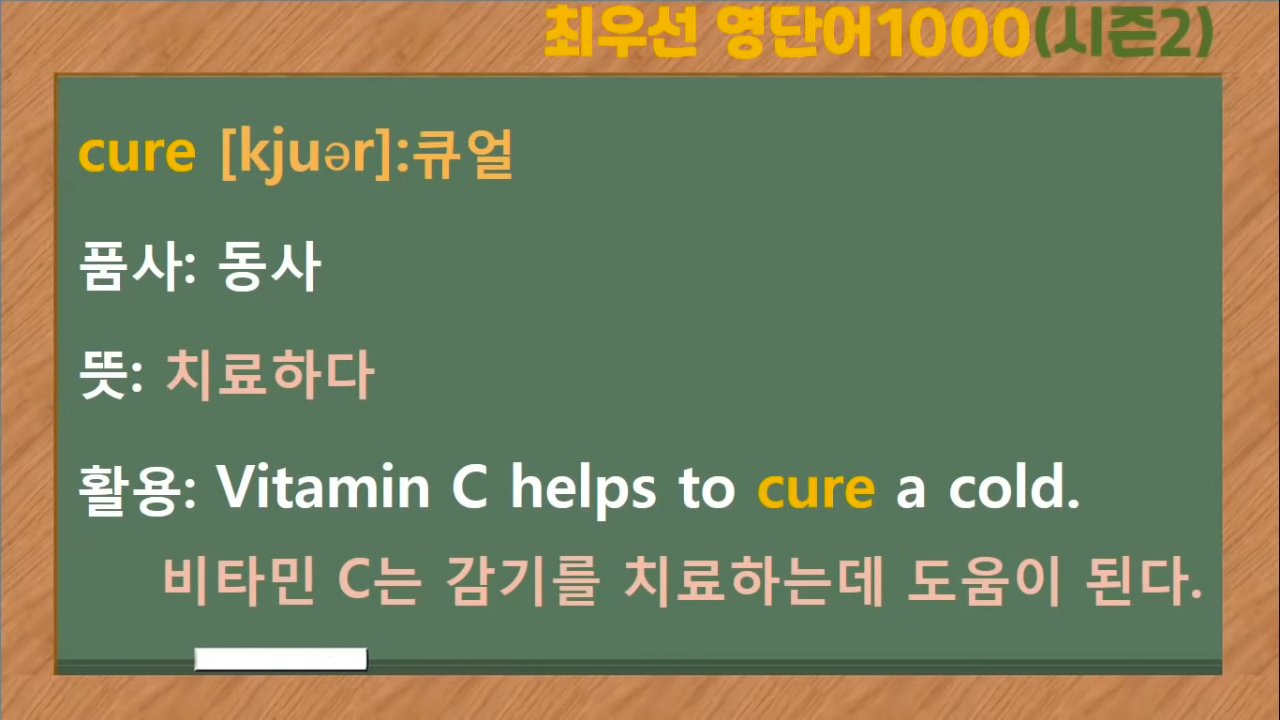 최우선 영단어1000(시즌2)
cure [kjuər]:큐얼
품사: 동사
뜻: 치료하다
활용: Vitamin C helps to cure a cold.
비타민 C는 감기를 치료하는데 도움이 된다.